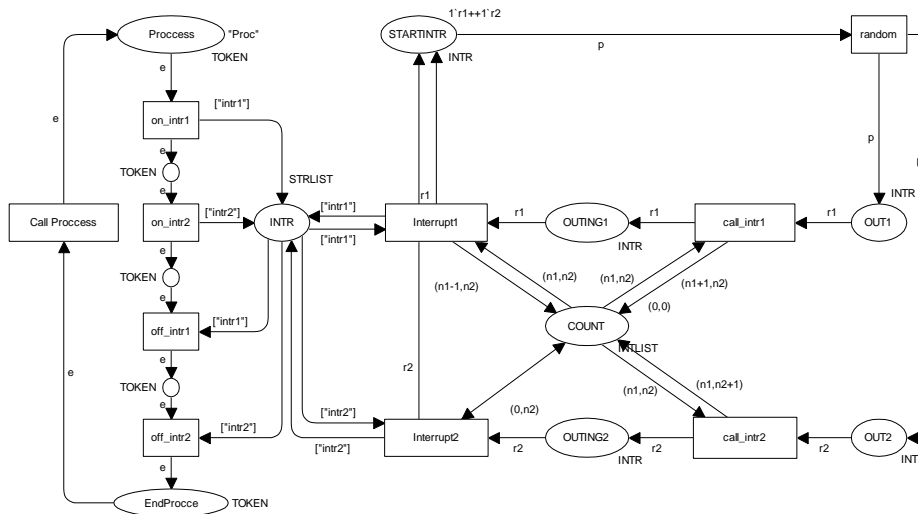 Proccess
"Proc"
TOKEN
e
on_intr1
["intr1"]
e
TOKEN
e
on_intr2
["intr2"]
e
TOKEN
e
off_intr1
["intr1"]
e
TOKEN
e
off_intr2
["intr2"]
e
EndProcce
TOKEN
e
Call Proccess
e
STRLIST
INTR
["intr1"]
["intr1"]
["intr2"]
["intr2"]
1`r1++1`r2
STARTINTR
INTR
p
random
p
r1
Interrupt1
r1
OUTING1
INTR
r1
call_intr1
r1
OUT1
INTR
(n1-1,n2)
(n1,n2)
(n1,n2)
(n1+1,n2)
(0,0)
COUNT
INTLIST
r2
(0,n2)
(n1,n2)
(n1,n2+1)
Interrupt2
r2
OUTING2
INTR
r2
call_intr2
r2
OUT2